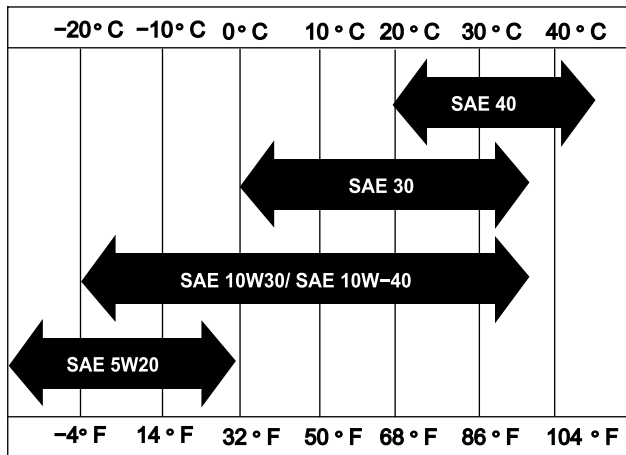 −20° C −10° C 0° C 10° C 20° C 30° C 40° C
SAE 40
SAE 30
SAE 10W30/ SAE 10W−40
SAE 5W20
−4° F 14° F 32° F 50° F 68° F 86° F 104 ° F